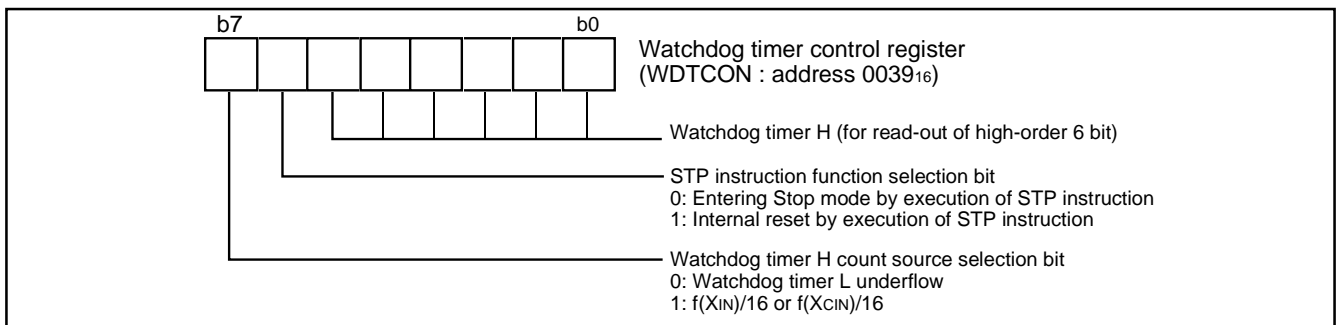 b7 b0
Watchdog timer control register
(WDTCON : address 003916)
Watchdog timer H (for read-out of high-order 6 bit)
STP instruction function selection bit
0: Entering Stop mode by execution of STP instruction
1: Internal reset by execution of STP instruction
Watchdog timer H count source selection bit
0: Watchdog timer L underflow
1: f(XIN)/16 or f(XCIN)/16